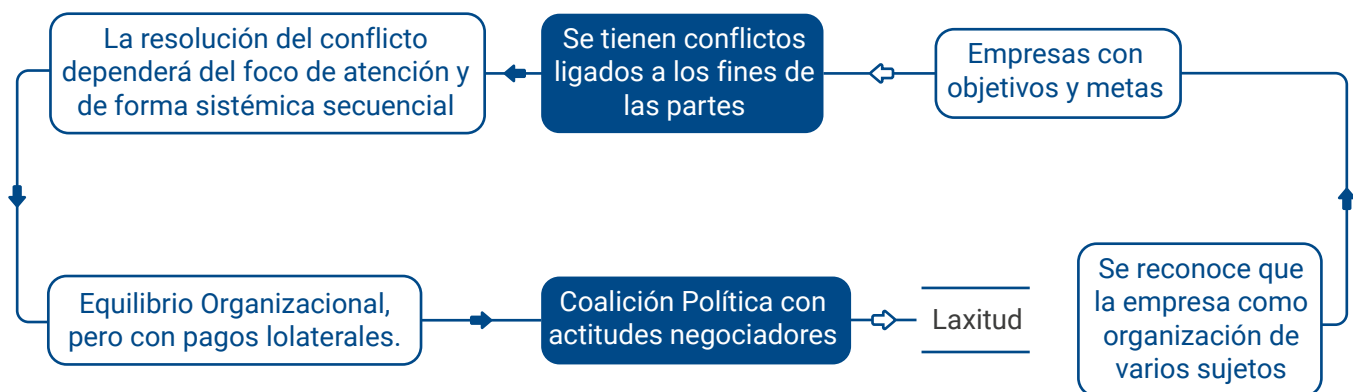 La resolución del conflicto
dependerá del foco de atención y
de forma sistémica secuencial
Se tienen conflictos
ligados a los fines de
las partes
Empresas con
objetivos y metas
Equilibrio Organizacional,
pero con pagos lolaterales.
Coalición Política con
actitudes negociadores
Laxitud
Se reconoce que
la empresa como
organización de
varios sujetos